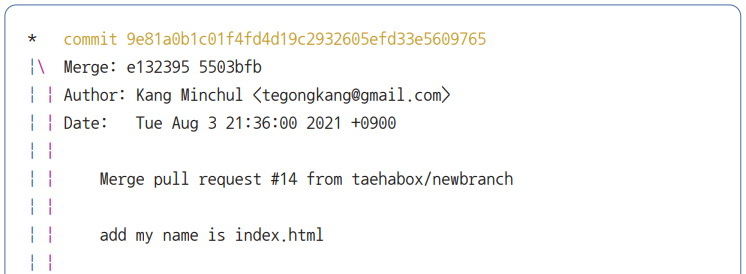 * commit 9e81a0b1c01f4fd4d19c2932605efd33e5609765
|\ Merge: e132395 5503bfb
| | Author: Kang Minchul <tegongkang@gmail.com>
| | Date: Tue Aug 3 21:36:00 2021 +0900
| |
| | Merge pull request #14 from taehabox/newbranch
| |
| | add my name is index.html
| |